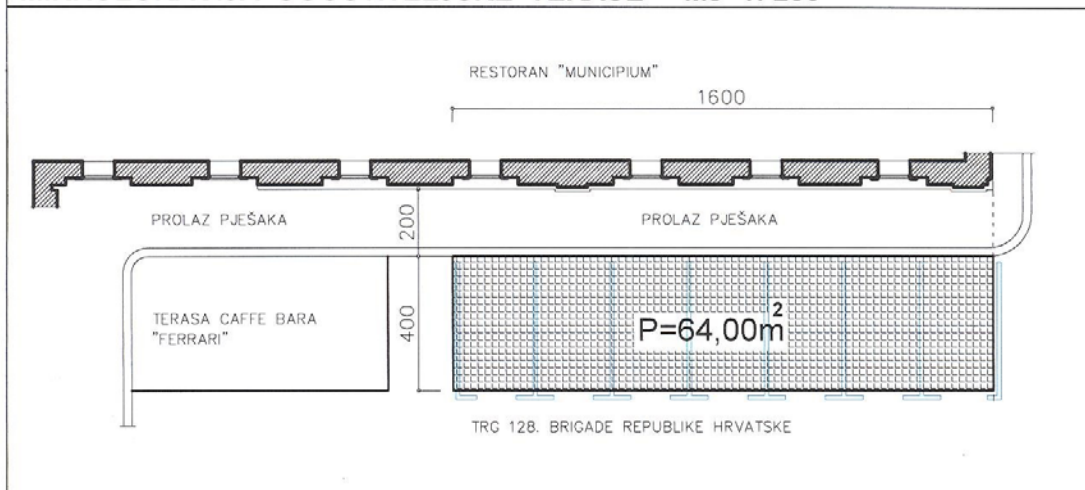 RESTORAN "MUNICIPIUM"
1600
PROLAZ PJEŠAKA
200
PROLAZ PJEŠAKA
TERASA CAFFE BARA
"FERRARI"
400
P=64,00m²
TRG 128. BRIGADE REPUBLIKE HRVATSKE